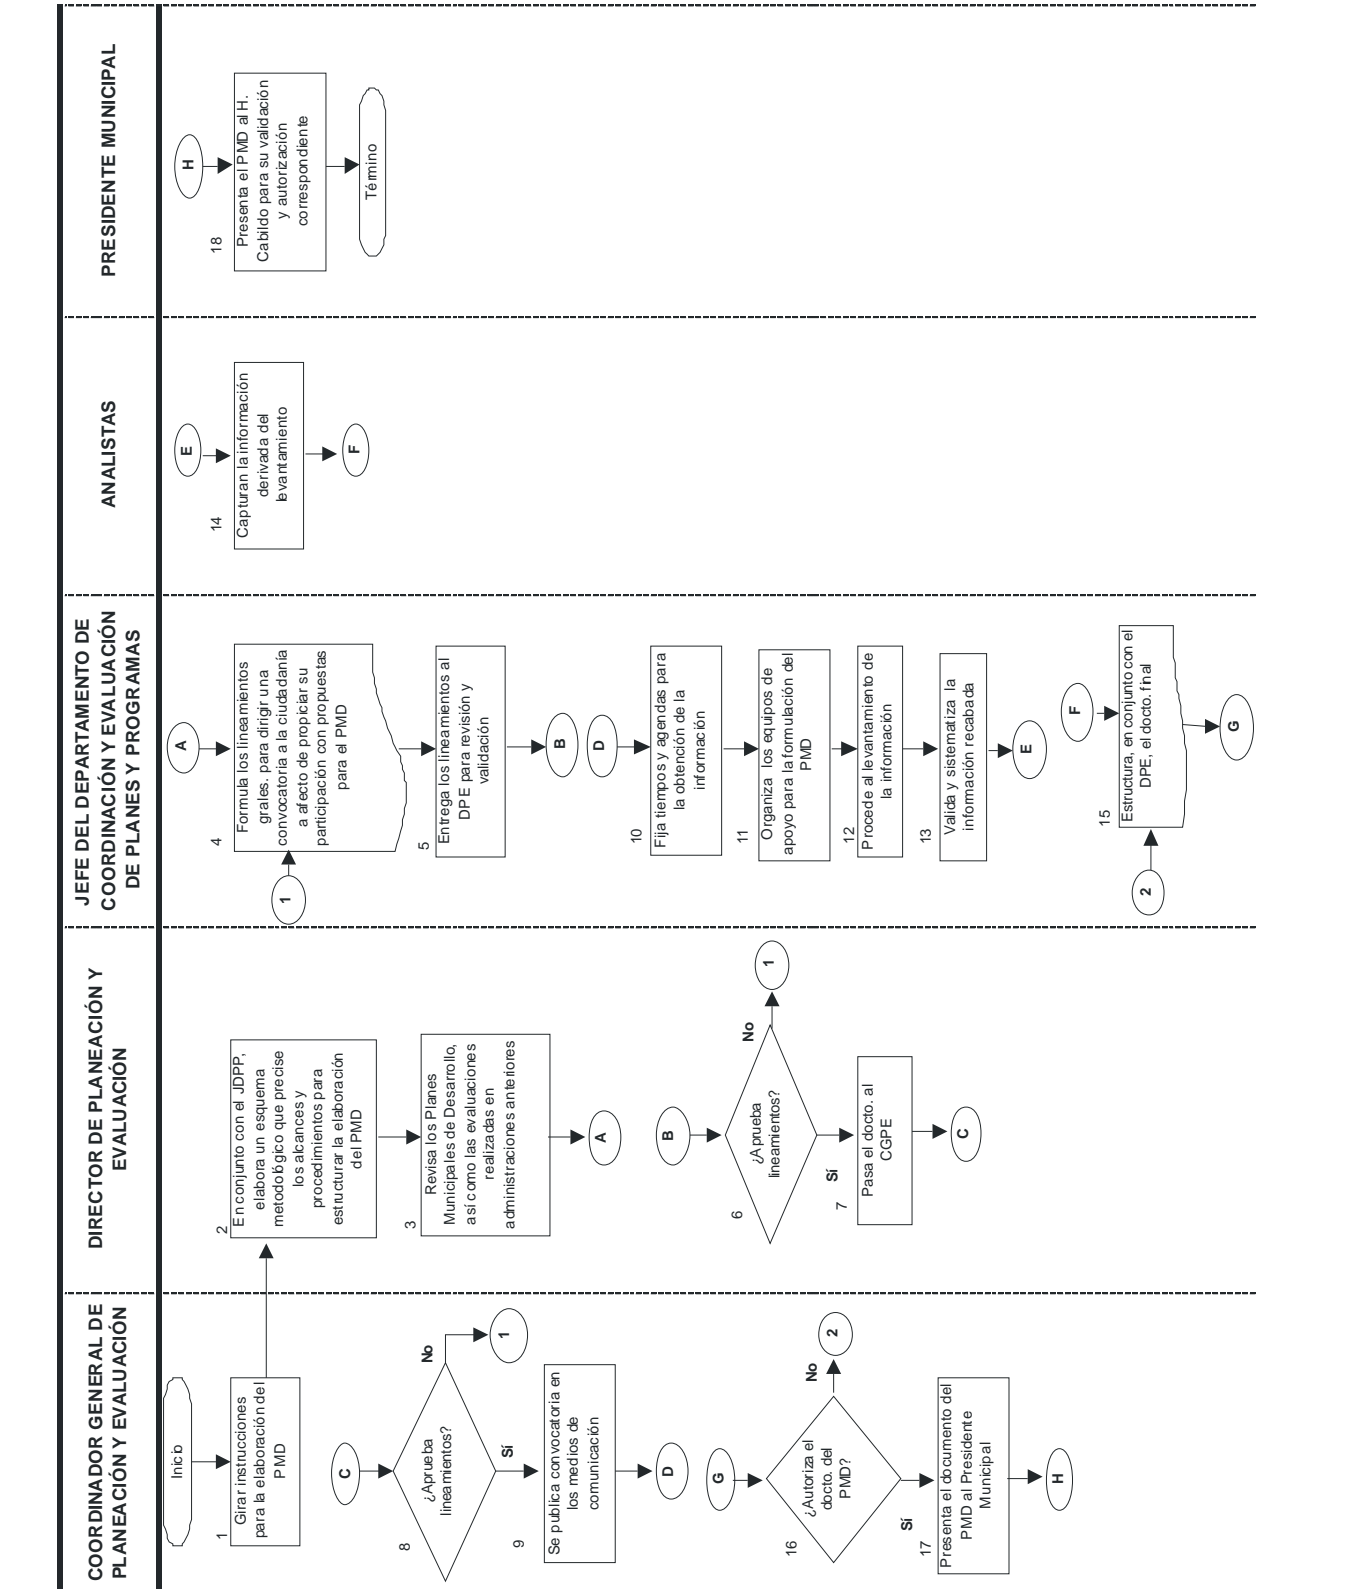 COORDINADOR GENERAL DE
PLANEACIÓN Y EVALUACIÓN
DIRECTOR DE PLANEACIÓN Y
EVALUACIÓN
JEFE DEL DEPARTAMENTO DE
COORDINACIÓN Y EVALUACIÓN
DE PLANES Y PROGRAMAS
ANALISTAS
PRESIDENTE MUNICIPAL
Inicio
1
Girar instrucciones
para la elaboración del
PMD
C
8
¿Aprueba
lineamientos?
No
1
Sí
9
Se publica convocatoria en
los medios de
comunicación
D
G
16
¿Autoriza el
docto. del
PMD?
No
2
Sí
17
Presenta el documento del
PMD al Presidente
Municipal
H
2
En conjunto con el JDPP,
elabora un esquema
metodológico que precise
los alcances y
procedimientos para
estructurar la elaboración
del PMD
3
Revisa los Planes
Municipales de Desarrollo,
así como las evaluaciones
realizadas en
administraciones anteriores
A
B
6
¿Aprueba
lineamientos?
No
1
Sí
7
Pasa el docto. al
CGPE
C
A
4
Formula los lineamientos
grales. para dirigir una
convocatoria a la ciudadanía
a afecto de propiciar su
participación con propuestas
para el PMD
1
5
Entrega los lineamientos al
DPE para revisión y
validación
B
D
10
Fija tiempos y agendas para
la obtención de la
información
11
Organiza los equipos de
apoyo para la formulación del
PMD
12
Procede al levantamiento de
la información
13
Valida y sistematiza la
información recabada
E
F
15
Estructura, en conjunto con el
DPE, el docto. final
2
G
E
14
Capturan la información
derivada del
levantamiento
F
H
18
Presenta el PMD al H.
Cabildo para su validación
y autorización
correspondiente
Término